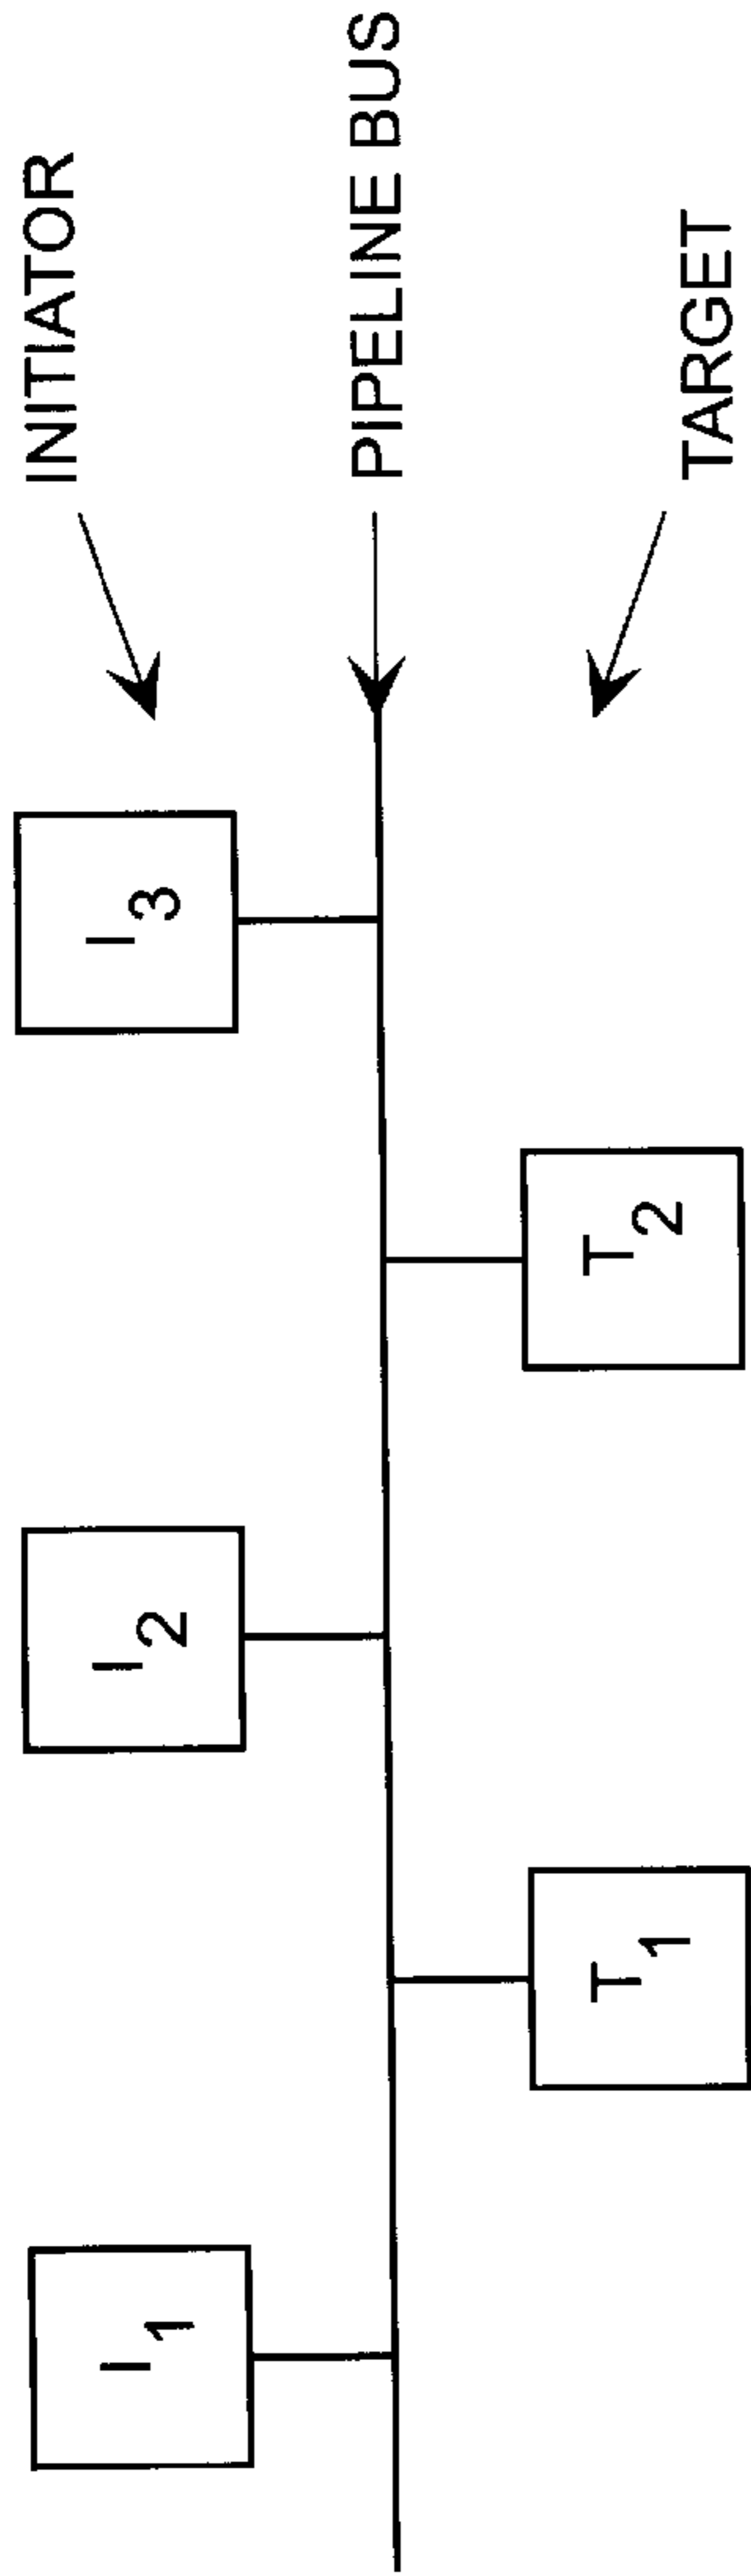 INITIATOR
PIPELINE BUS
TARGET
I₁
I₂
I₃
T₁
T₂